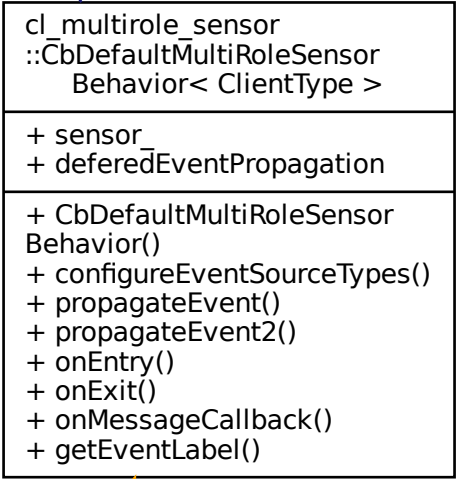 cl_multirole_sensor
::CbDefaultMultiRoleSensor
Behavior< ClientType >
+ sensor_
+ deferedEventPropagation
+ CbDefaultMultiRoleSensor
Behavior()
+ configureEventSourceTypes()
+ propagateEvent()
+ propagateEvent2()
+ onEntry()
+ onExit()
+ onMessageCallback()
+ getEventLabel()